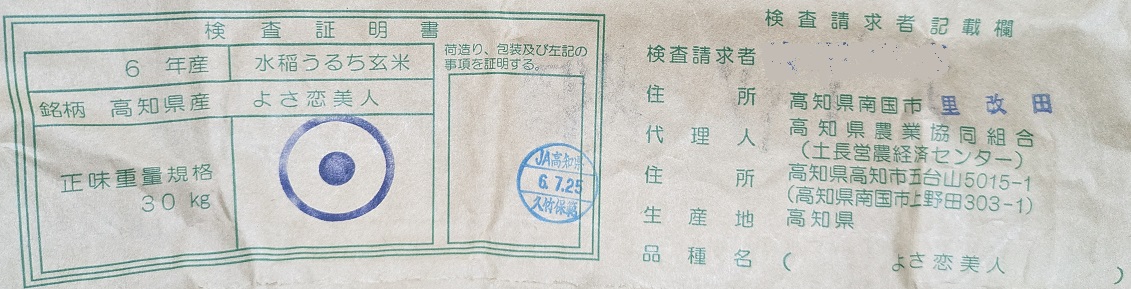 検査証明書
6年産 水稲うるち玄米
銘柄 高知県産 よさ恋美人
正味重量規格
30kg
荷造り、包装及び左記の
事項を証明する。
JA高知県
6.7.25
検査請求者記載欄
検査請求者
住所 高知県南国市 里改田
代理人 高知県農業協同組合
(土長営農経済センター)
住所 高知県高知市五台山5015-1
(高知県南国市上野田303-1)
生産地 高知県
品種名 ( よさ恋美人 )